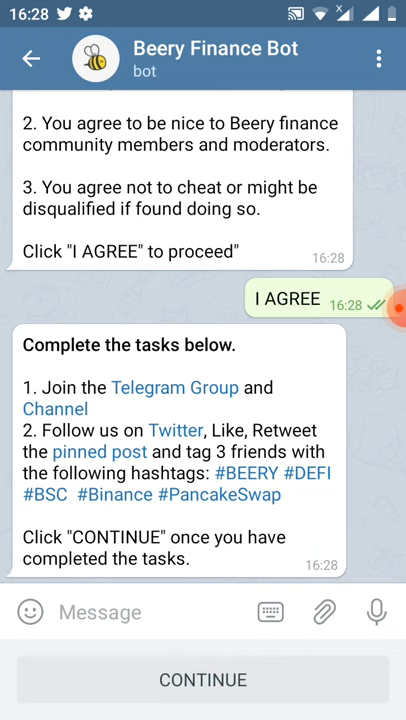 16:28
Beery Finance Bot
bot
2. You agree to be nice to Beery finance
community members and moderators.
3. You agree not to cheat or might be
disqualified if found doing so.
Click "I AGREE" to proceed"
16:28
I AGREE 16:28
Complete the tasks below.
1. Join the Telegram Group and
Channel
2. Follow us on Twitter, Like, Retweet
the pinned post and tag 3 friends with
the following hashtags: #BEERY #DEFI
#BSC #Binance #PancakeSwap
Click "CONTINUE" once you have
completed the tasks.
16:28
Message
CONTINUE